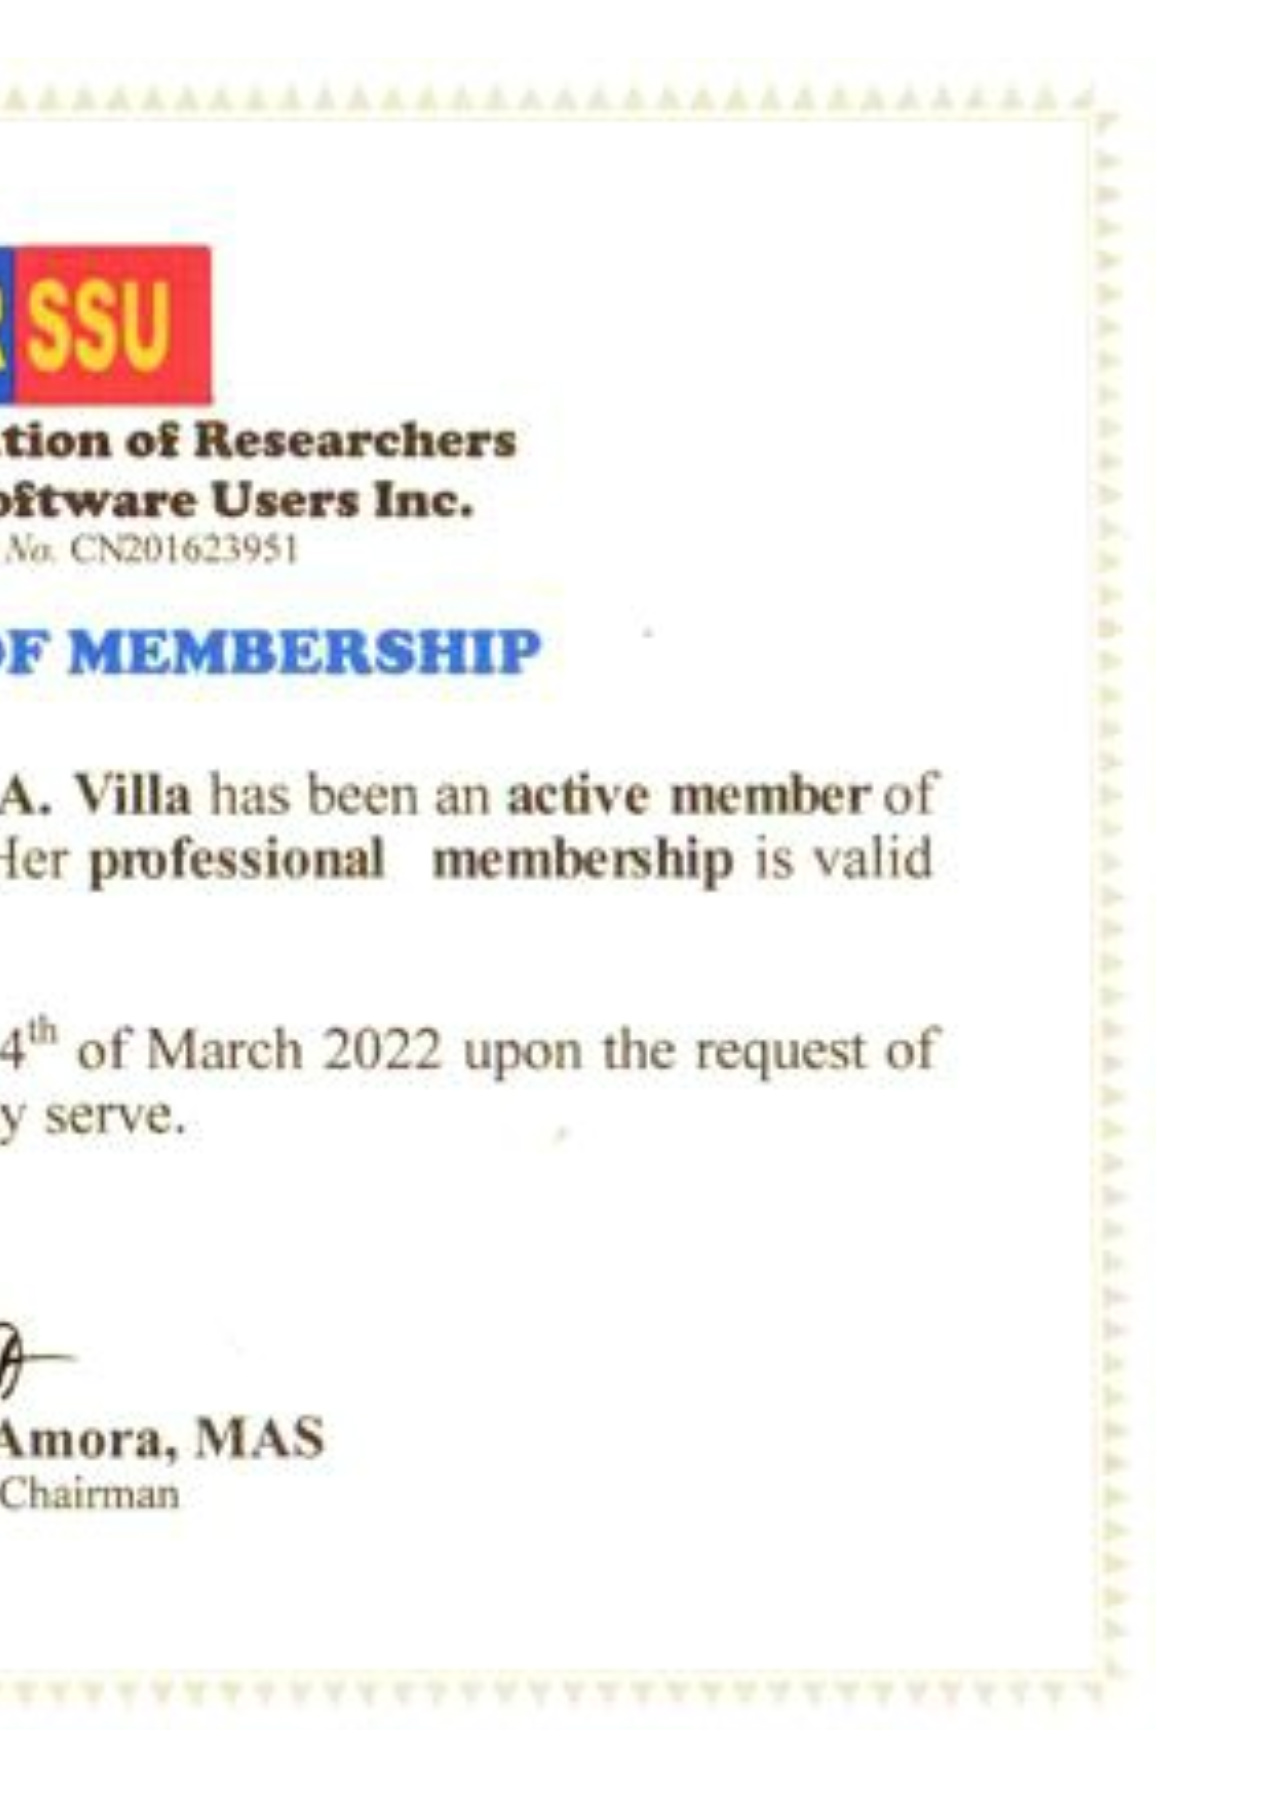 SSU
tion of Researchers
oftware Users Inc.
No. CN201623951
OF MEMBERSHIP
A. Villa has been an active member of
Her professional membership is valid
4th of March 2022 upon the request of
y serve.
Amora, MAS
Chairman